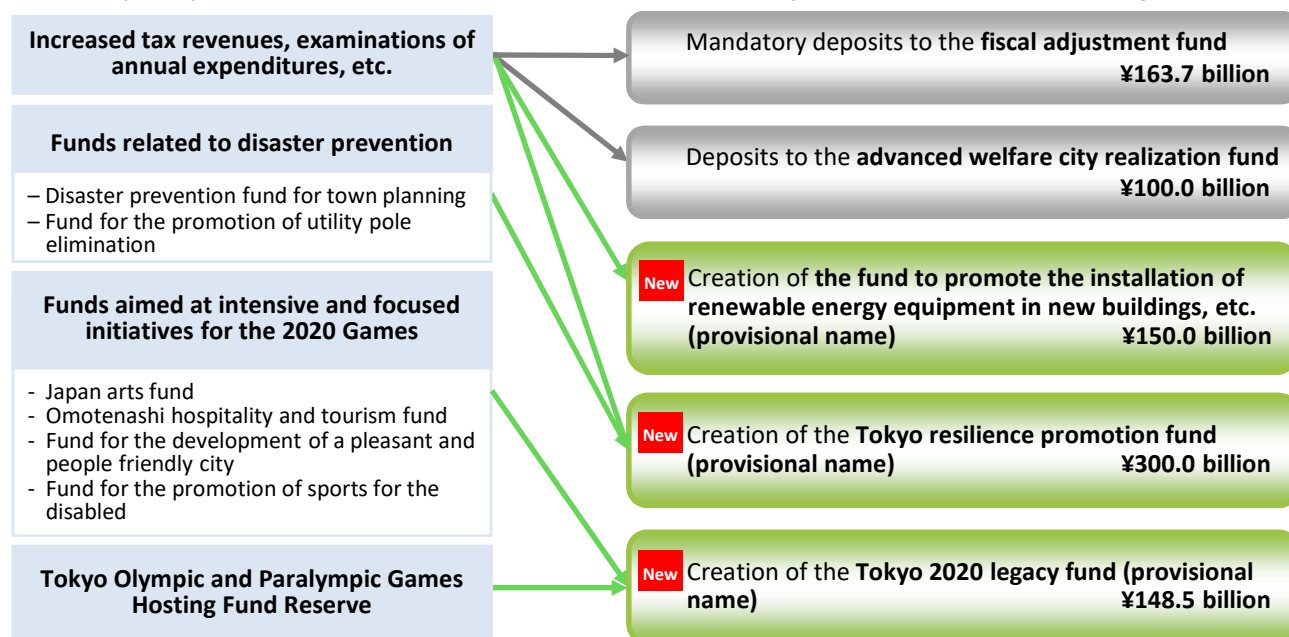 Increased tax revenues, examinations of
annual expenditures, etc.
Funds related to disaster prevention
– Disaster prevention fund for town planning
– Fund for the promotion of utility pole
elimination
Funds aimed at intensive and focused
initiatives for the 2020 Games
- Japan arts fund
- Omotenashi hospitality and tourism fund
- Fund for the development of a pleasant and
people friendly city
- Fund for the promotion of sports for the
disabled
Tokyo Olympic and Paralympic Games
Hosting Fund Reserve
Mandatory deposits to the fiscal adjustment fund
¥163.7 billion
Deposits to the advanced welfare city realization fund
¥100.0 billion
New Creation of the fund to promote the installation of
renewable energy equipment in new buildings, etc.
(provisional name) ¥150.0 billion
New Creation of the Tokyo resilience promotion fund
(provisional name) ¥300.0 billion
New Creation of the Tokyo 2020 legacy fund (provisional
name) ¥148.5 billion